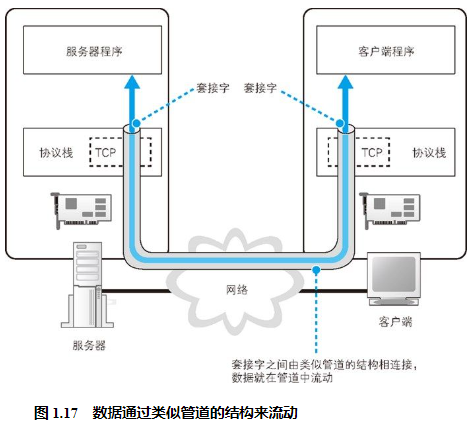 服务器程序
客户端程序
套接字
套接字
协议栈
TCP
TCP
协议栈
网络
服务器
客户端
套接字之间由类似管道的结构相连接，
数据就在管道中流动
图 1.17 数据通过类似管道的结构来流动